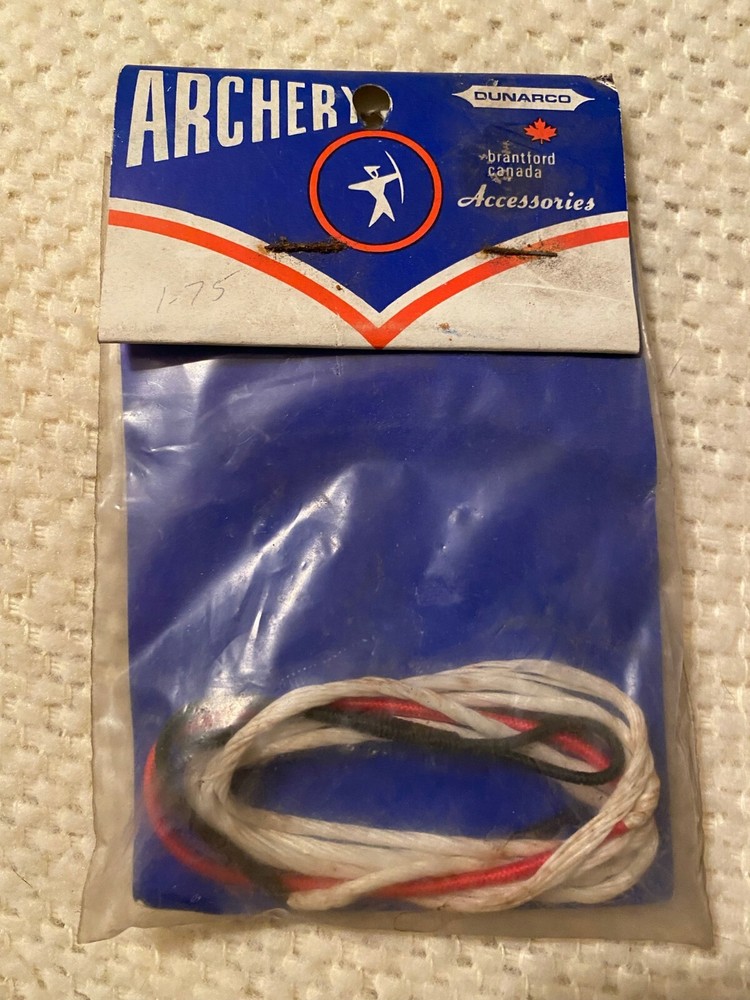 ARCHERY
DUNARCO
brantford
canada
Accessories
1.75